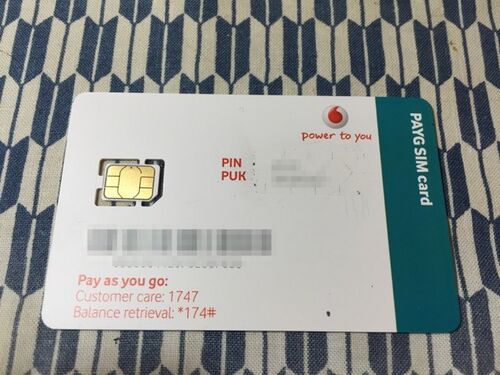 power to you
PAYG SIM card
PIN
PUK
Pay as you go:
Customer care: 1747
Balance retrieval: *174#